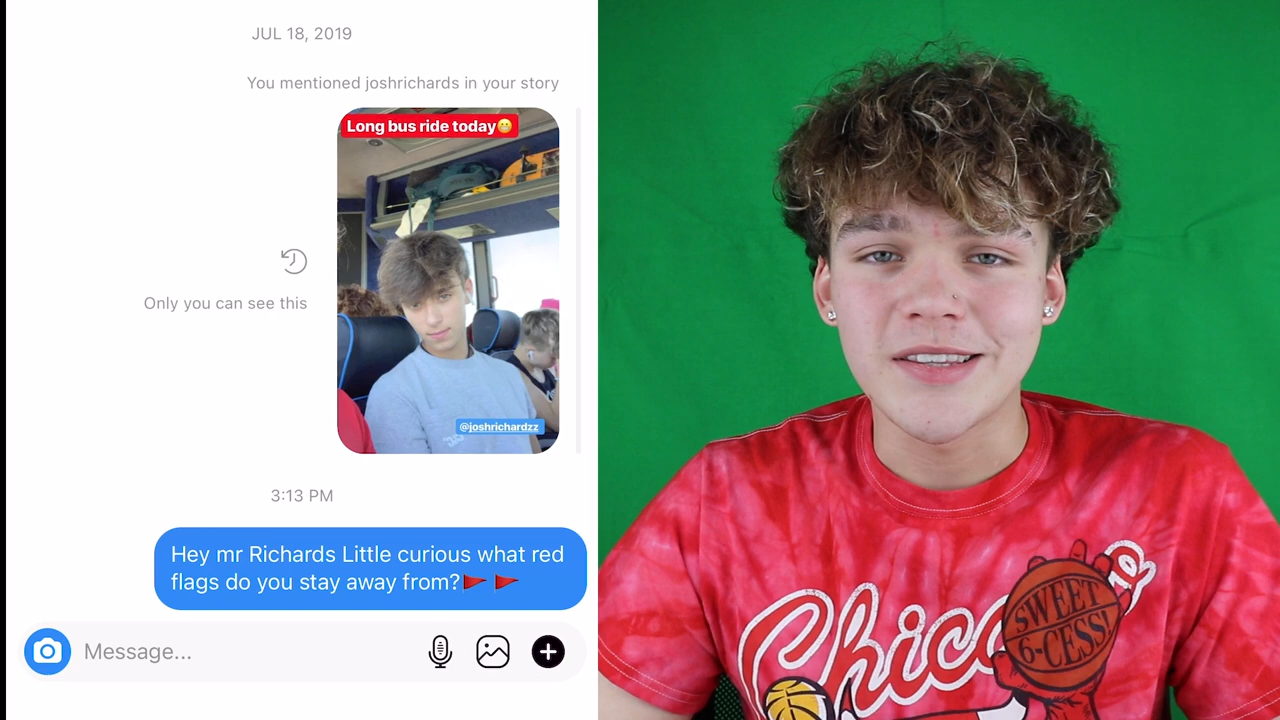 JUL 18, 2019
You mentioned joshrichards in your story
Long bus ride today🤭
Only you can see this
@joshrichardzz
3:13 PM
Hey mr Richards Little curious what red
flags do you stay away from?🚩🚩
Message...
SWEET
6-CESS!